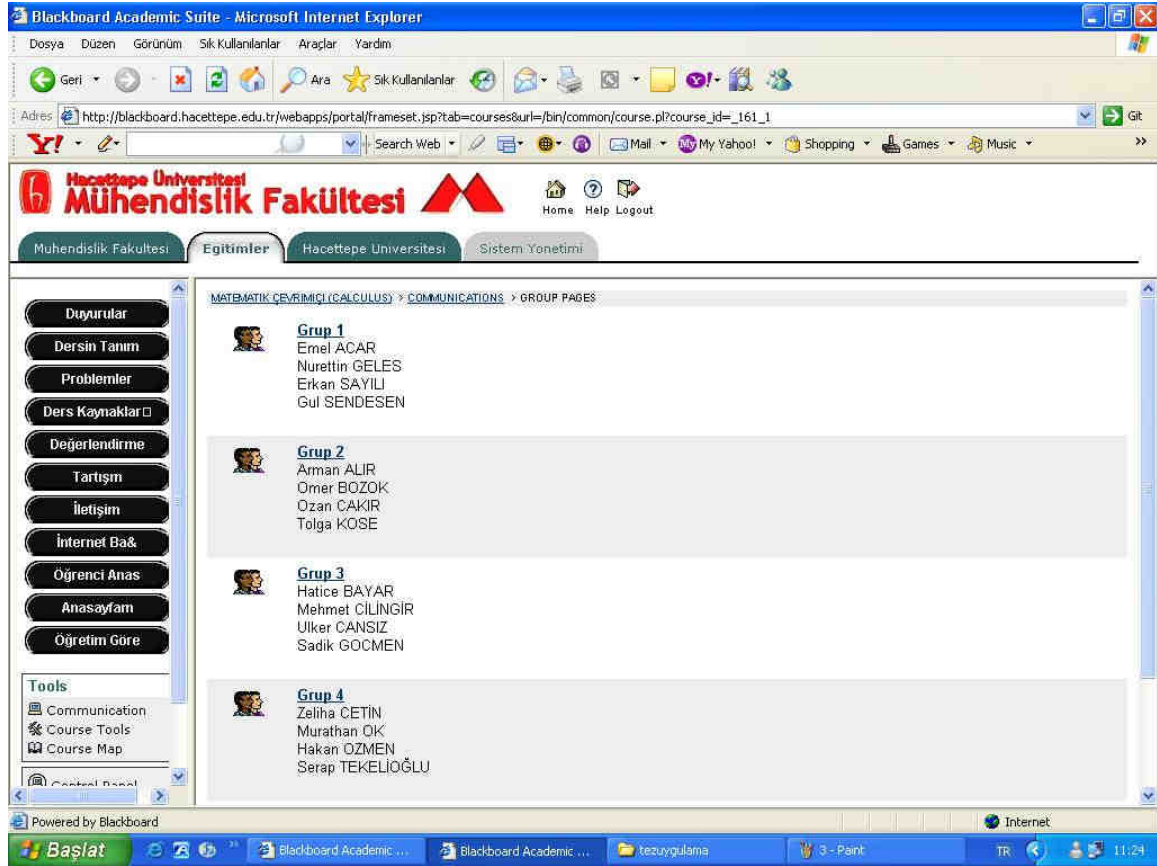 Blackboard Academic Suite - Microsoft Internet Explorer
Dosya Düzen Görünüm Sık Kullanılanlar Araçlar Yardım
Geri Ara Sık Kullanılanlar
Adres http://blackboard.hacettepe.edu.tr/webapps/portal/frameset.jsp?tab=courses&url=/bin/common/course.pl?course_id=_161_1 Git
Y! Search Web Mail My Yahoo! Shopping Games Music »
Hacettepe Üniversitesi
Mühendislik Fakültesi
Home Help Logout
Muhendislik Fakultesi Egitimler Hacettepe Universitesi Sistem Yonetimi
MATEMATIK ÇEVRIMIÇI (CALCULUS) > COMMUNICATIONS > GROUP PAGES
Duyurular
Dersin Tanım
Problemler
Ders Kaynaklar
Değerlendirme
Tartışm
İletişim
İnternet Ba&
Öğrenci Anas
Anasayfam
Öğretim Göre
Tools
Communication
Course Tools
Course Map
Control Panel
Grup 1
Emel ACAR
Nurettin GELES
Erkan SAYILI
Gul SENDESEN
Grup 2
Arman ALIR
Omer BOZOK
Ozan CAKIR
Tolga KOSE
Grup 3
Hatice BAYAR
Mehmet CİLİNGİR
Ulker CANSIZ
Sadik GOCMEN
Grup 4
Zeliha CETİN
Murathan OK
Hakan OZMEN
Serap TEKELİOĞLU
Powered by Blackboard Internet
Başlat » Blackboard Academic ... Blackboard Academic ... tezuygulama 3 - Paint TR 11:24